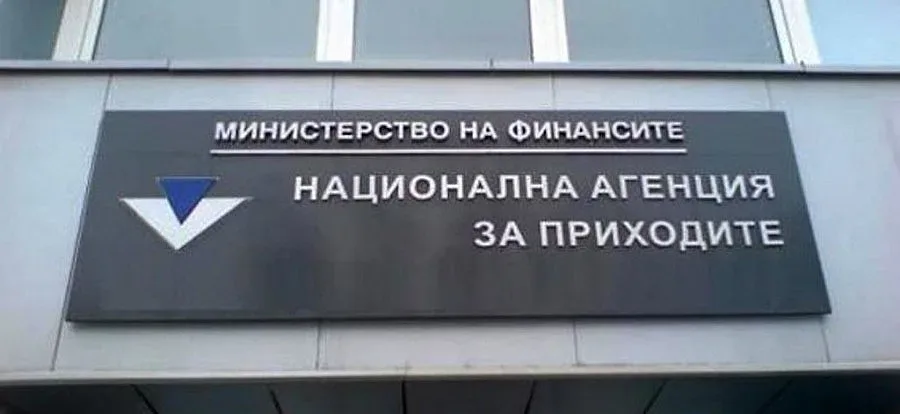 МИНИСТЕРСТВО НА ФИНАНСИТЕ
НАЦИОНАЛНА АГЕНЦИЯ
ЗА ПРИХОДИТЕ